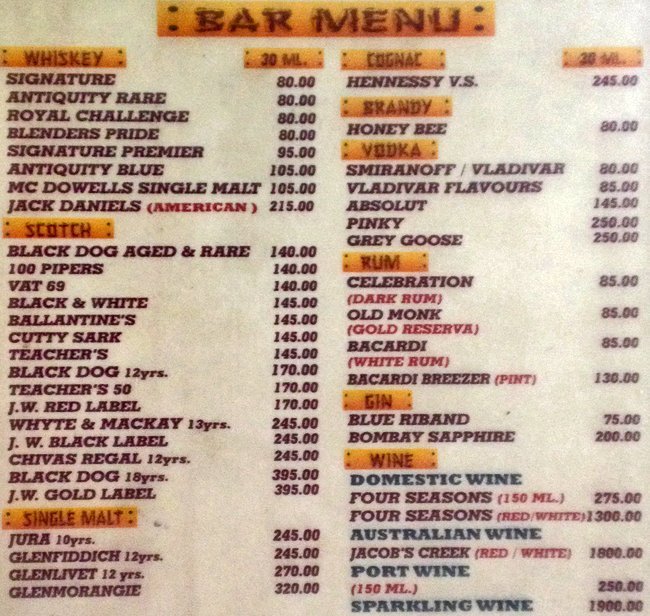 BAR MENU
WHISKEY 30 ML.
SIGNATURE 80.00
ANTIQUITY RARE 80.00
ROYAL CHALLENGE 80.00
BLENDERS PRIDE 80.00
SIGNATURE PREMIER 95.00
ANTIQUITY BLUE 105.00
MC DOWELLS SINGLE MALT 105.00
JACK DANIELS (AMERICAN ) 215.00
SCOTCH
BLACK DOG AGED & RARE 140.00
100 PIPERS 140.00
VAT 69 140.00
BLACK & WHITE 145.00
BALLANTINE'S 145.00
CUTTY SARK 145.00
TEACHER'S 145.00
BLACK DOG 12yrs. 170.00
TEACHER'S 50 170.00
J.W. RED LABEL 170.00
WHYTE & MACKAY 13yrs. 245.00
J. W. BLACK LABEL 245.00
CHIVAS REGAL 12yrs. 245.00
BLACK DOG 18yrs. 395.00
J.W. GOLD LABEL 395.00
SINGLE MALT
JURA 10yrs. 245.00
GLENFIDDICH 12yrs. 245.00
GLENLIVET 12 yrs. 270.00
GLENMORANGIE 320.00
COGNAC ML.
HENNESSY V.S. 245.00
BRANDY
HONEY BEE 80.00
VODKA
SMIRANOFF / VLADIVAR 80.00
VLADIVAR FLAVOURS 85.00
ABSOLUT 145.00
PINKY 250.00
GREY GOOSE 250.00
RUM
CELEBRATION 85.00
(DARK RUM)
OLD MONK 85.00
(GOLD RESERVA)
BACARDI 85.00
(WHITE RUM)
BACARDI BREEZER (PINT) 130.00
GIN
BLUE RIBAND 75.00
BOMBAY SAPPHIRE 200.00
WINE
DOMESTIC WINE
FOUR SEASONS (150 ML.) 275.00
FOUR SEASONS (RED/WHITE) 1300.00
AUSTRALIAN WINE
JACOB'S CREEK (RED / WHITE) 1800.00
PORT WINE
(150 ML.) 250.00
SPARKLING WINE 1900.00